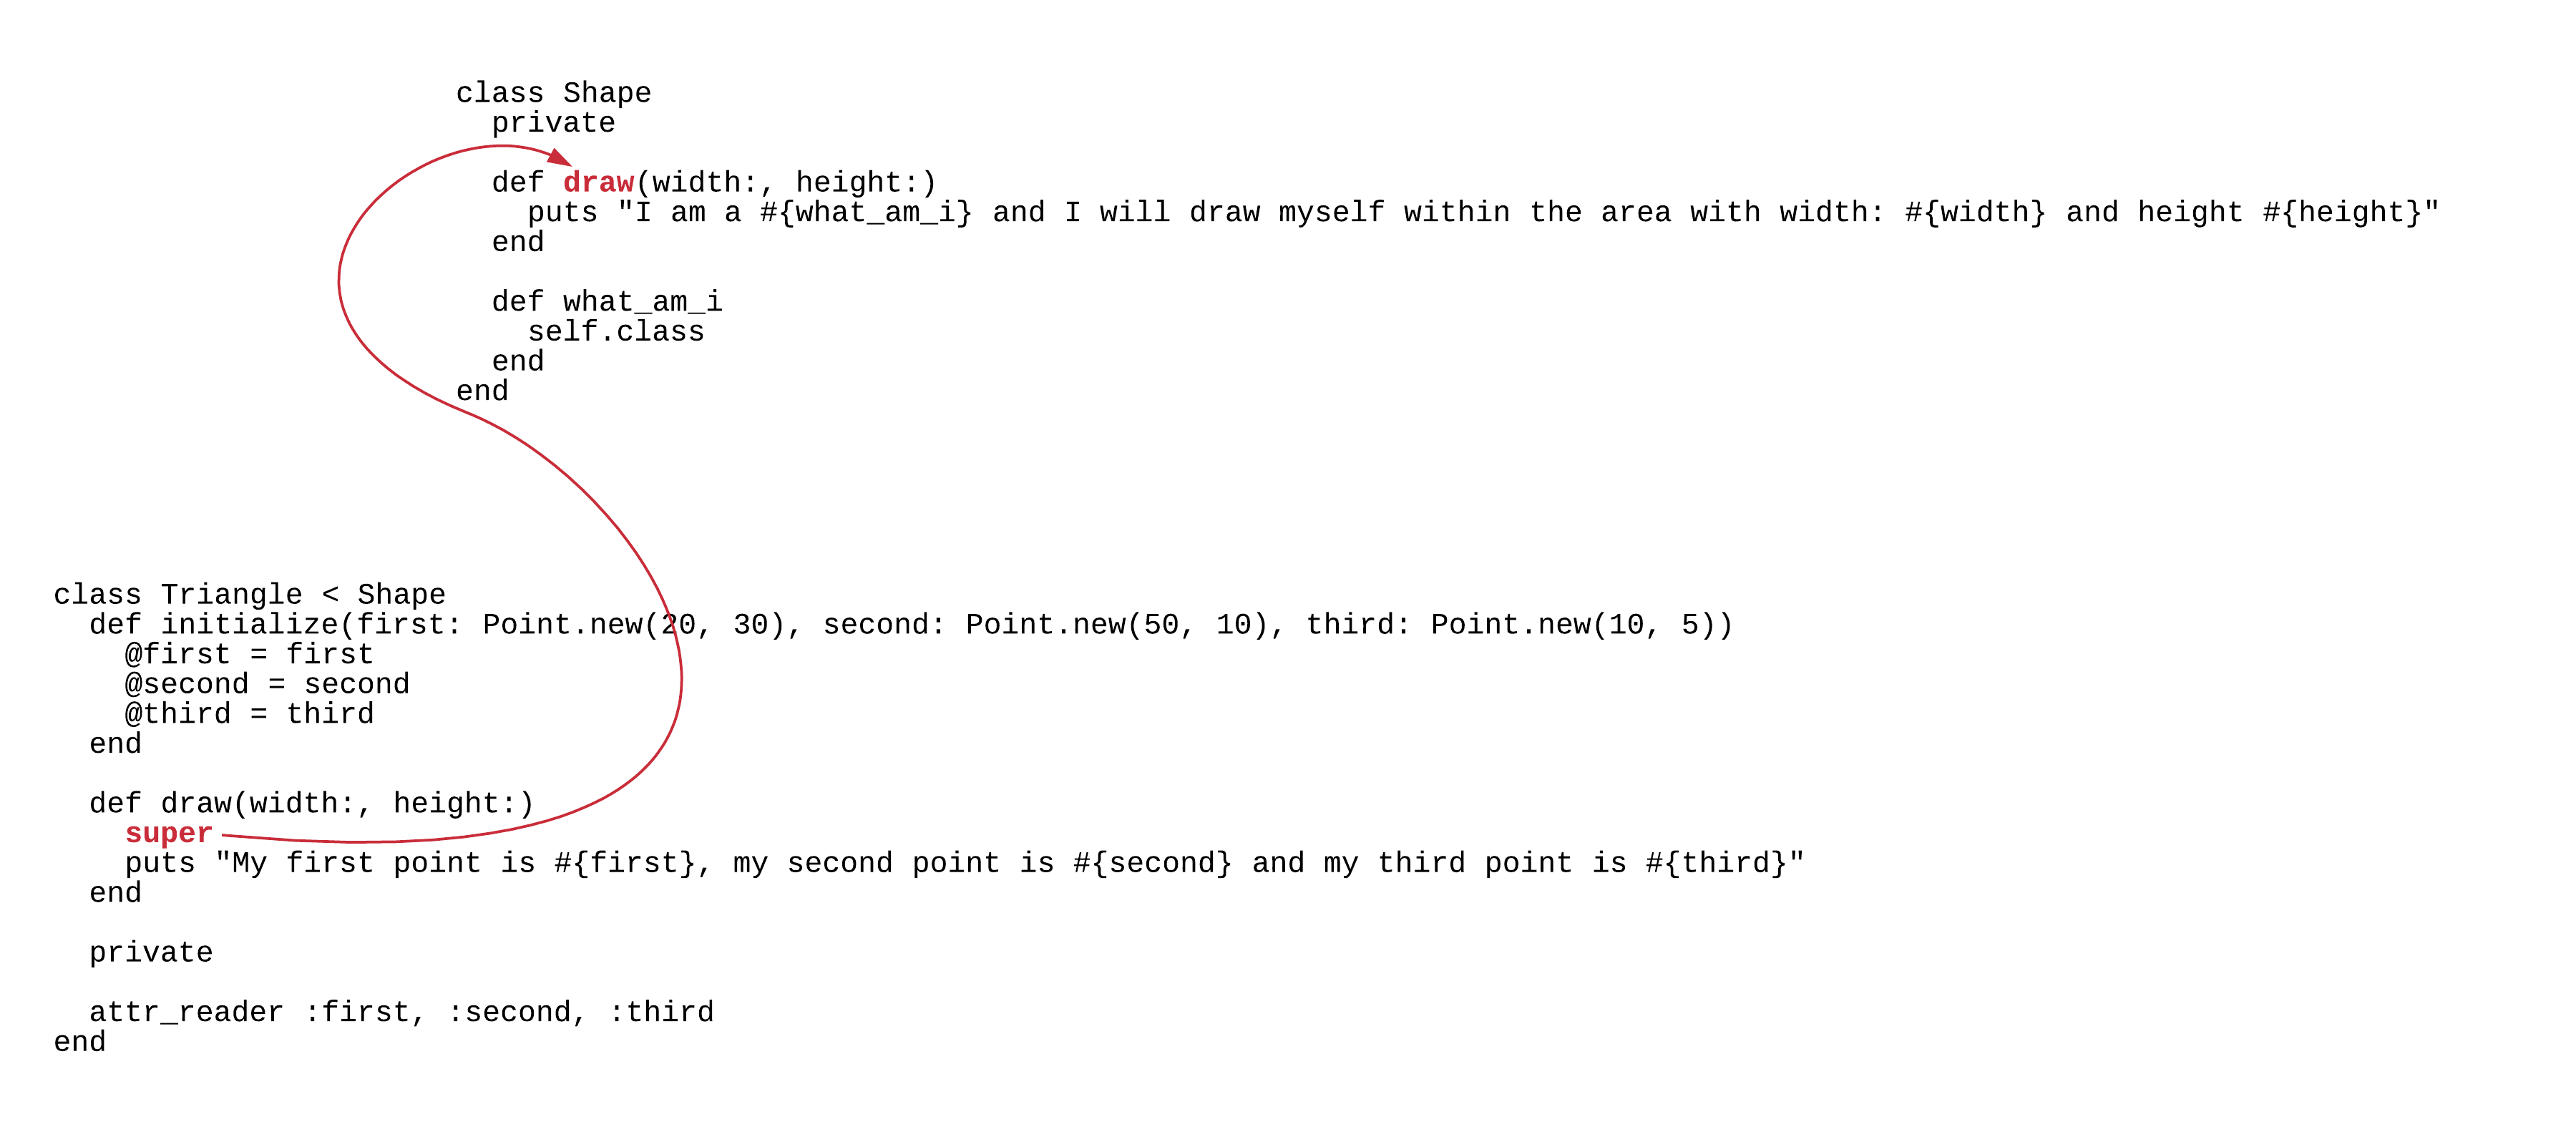 class Shape
  private

  def draw(width:, height:)
    puts "I am a #{what_am_i} and I will draw myself within the area with width: #{width} and height #{height}"
  end

  def what_am_i
    self.class
  end
end

class Triangle < Shape
  def initialize(first: Point.new(20, 30), second: Point.new(50, 10), third: Point.new(10, 5))
    @first = first
    @second = second
    @third = third
  end

  def draw(width:, height:)
    super
    puts "My first point is #{first}, my second point is #{second} and my third point is #{third}"
  end

  private

  attr_reader :first, :second, :third
end